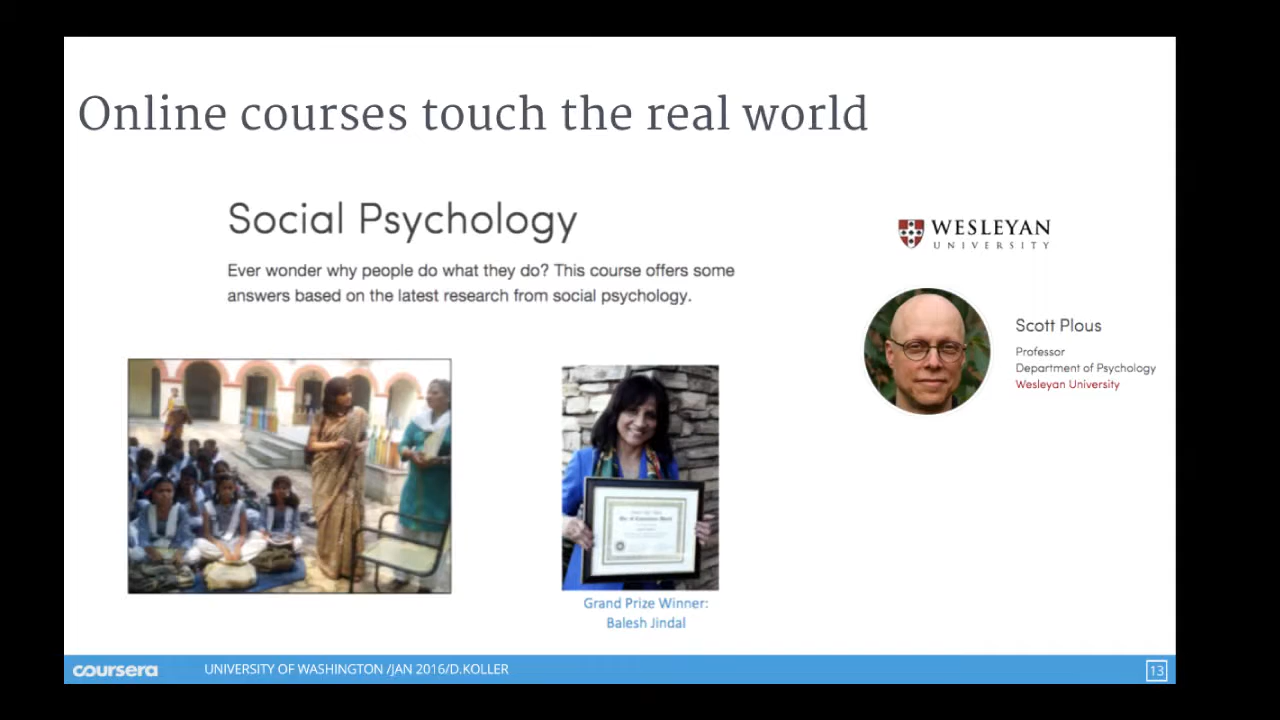 Online courses touch the real world
Social Psychology
Ever wonder why people do what they do? This course offers some
answers based on the latest research from social psychology.
WESLEYAN
UNIVERSITY
Scott Plous
Professor
Department of Psychology
Wesleyan University
Grand Prize Winner:
Balesh Jindal
coursera
UNIVERSITY OF WASHINGTON /JAN 2016/D.KOLLER
13